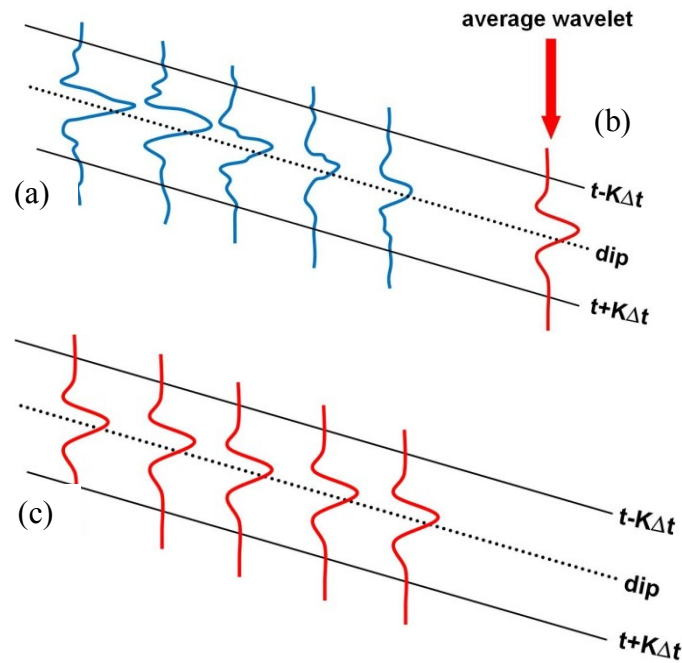 average wavelet
(b)
(a)
t-KΔt
dip
t+KΔt
(c)
t-KΔt
dip
t+KΔt